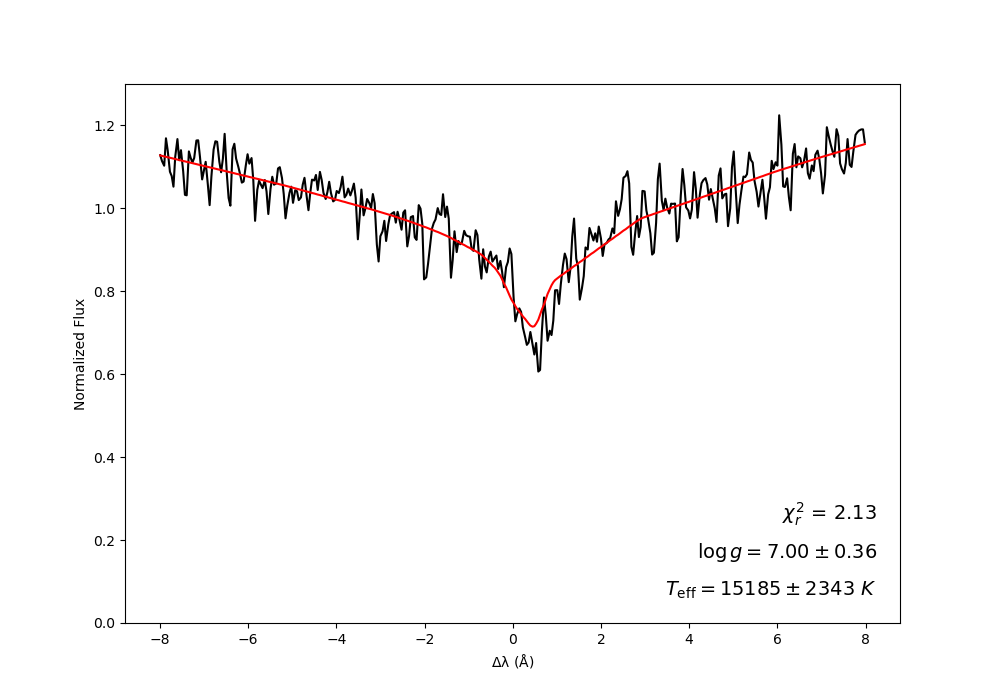 1.2
1.0
0.8
0.6
0.4
0.2
0.0
Normalized Flux
χ²ᵣ = 2.13
log g = 7.00 ± 0.36
T_eff = 15185 ± 2343 K
−8 −6 −4 −2 0 2 4 6 8
Δλ (Å)